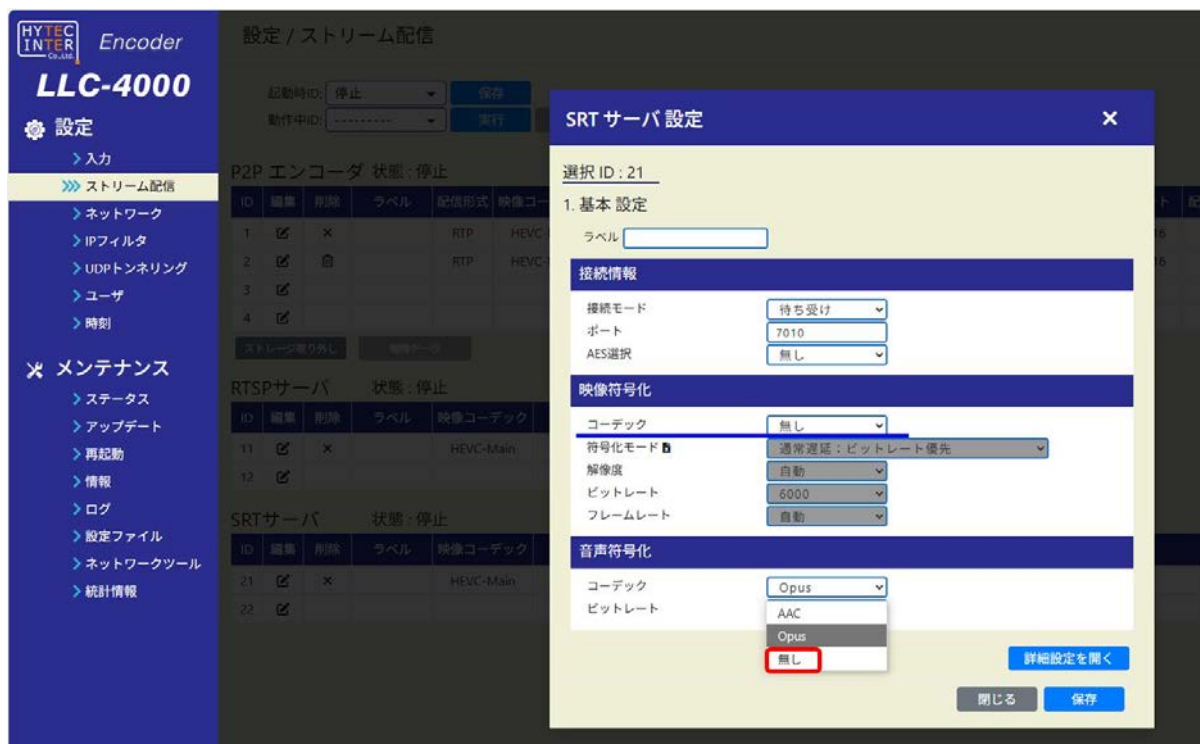 HYTEC
INTER
Co.,Ltd.
Encoder
LLC-4000
設定
入力
ストリーム配信
ネットワーク
IPフィルタ
UDPトンネリング
ユーザ
時刻
メンテナンス
ステータス
アップデート
再起動
情報
ログ
設定ファイル
ネットワークツール
統計情報
設定 / ストリーム配信
起動時ID: 停止 保存
動作中ID: --------- 実行
P2P エンコーダ 状態 : 停止
ID 編集 削除 ラベル 配信形式 映像コー
1 RTP HEVC-
2 RTP HEVC-
3
4
ストレージ取り外し
RTSPサーバ 状態 : 停止
ID 編集 削除 ラベル 映像コーデック
11 HEVC-Main
12
SRTサーバ 状態 : 停止
ID 編集 削除 ラベル 映像コーデック
21 HEVC-Main
22
SRT サーバ 設定
選択 ID : 21
1. 基本 設定
ラベル
接続情報
接続モード 待ち受け
ポート 7010
AES選択 無し
映像符号化
コーデック 無し
符号化モード 通常遅延：ビットレート優先
解像度 自動
ビットレート 6000
フレームレート 自動
音声符号化
コーデック Opus
ビットレート
AAC
Opus
無し
詳細設定を開く
閉じる 保存